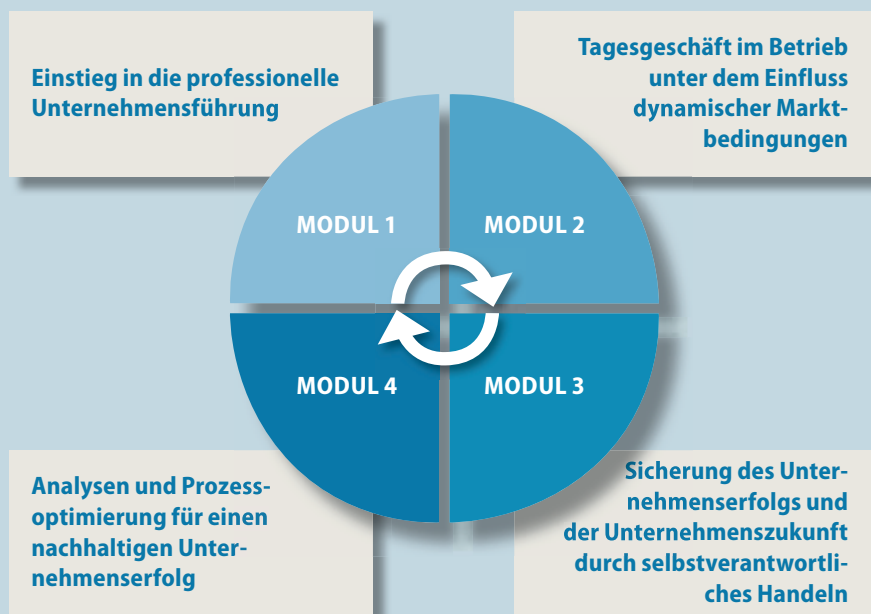 Einstieg in die professionelle
Unternehmensführung
Tagesgeschäft im Betrieb
unter dem Einfluss
dynamischer Markt-
bedingungen
MODUL 1
MODUL 2
MODUL 4
MODUL 3
Analysen und Prozess-
optimierung für einen
nachhaltigen Unter-
nehmenserfolg
Sicherung des Unter-
nehmenserfolgs und
der Unternehmenszukunft
durch selbstverantwortli-
ches Handeln